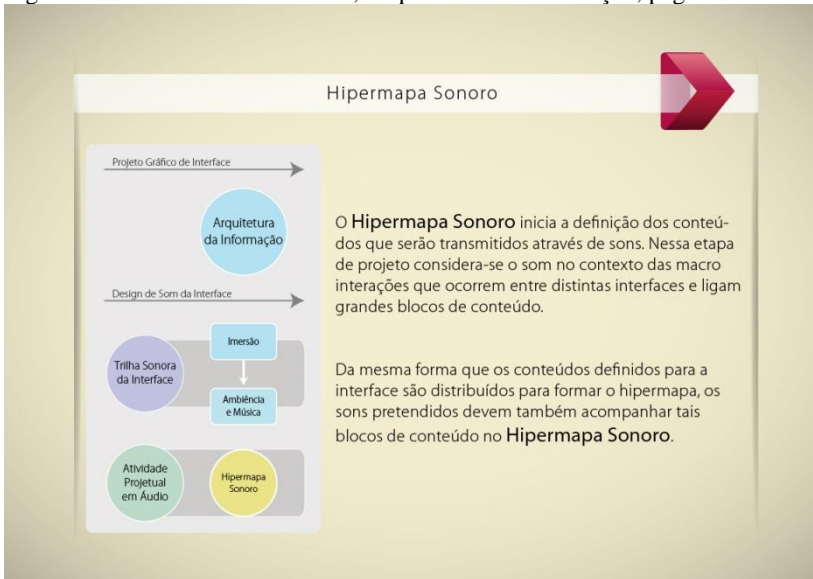 Hipermapa Sonoro
Projeto Gráfico de Interface
Arquitetura
da Informação
Design de Som da Interface
Imersão
Trilha Sonora
da Interface
Ambiência
e Música
Atividade
Projetual
em Áudio
Hipermapa
Sonoro
O Hipermapa Sonoro inicia a definição dos conteú-
dos que serão transmitidos através de sons. Nessa etapa
de projeto considera-se o som no contexto das macro
interações que ocorrem entre distintas interfaces e ligam
grandes blocos de conteúdo.
Da mesma forma que os conteúdos definidos para a
interface são distribuídos para formar o hipermapa, os
sons pretendidos devem também acompanhar tais
blocos de conteúdo no Hipermapa Sonoro.